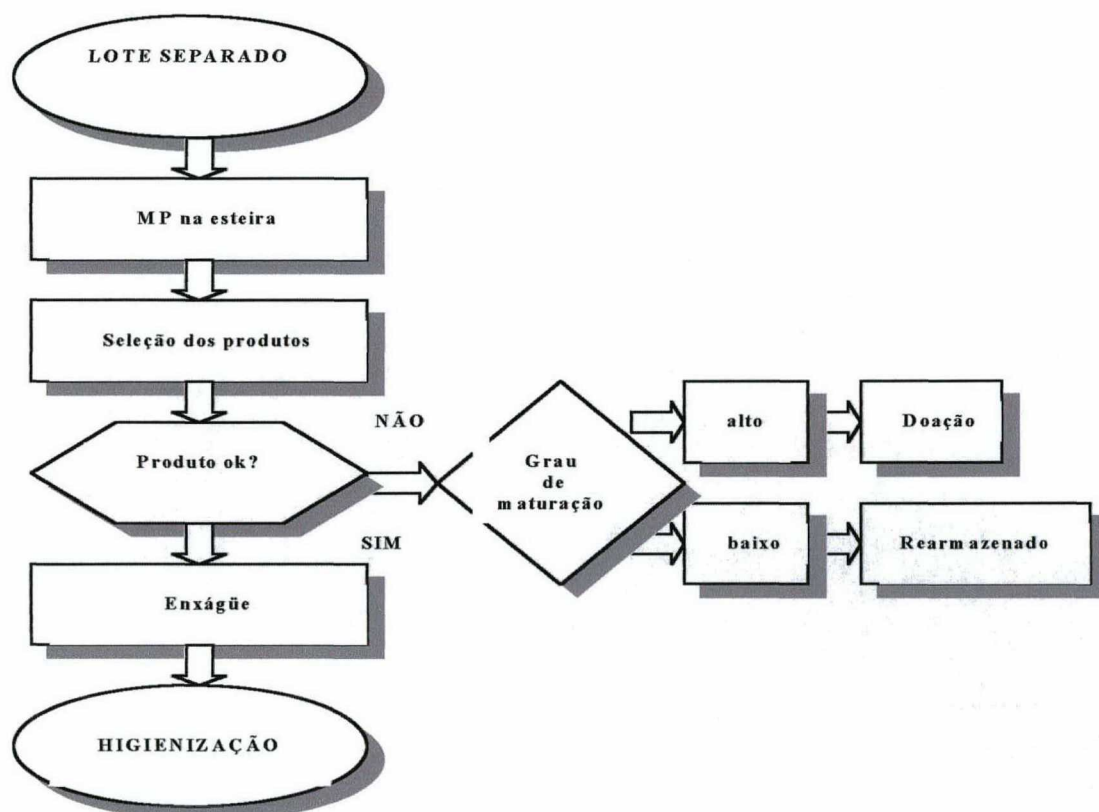 LOTE SEPARADO
MP na esteira
Seleção dos produtos
Produto ok?
NÃO
SIM
Grau
de
maturação
alto
Doação
baixo
Rearmazenado
Enxágüe
HIGIENIZAÇÃO